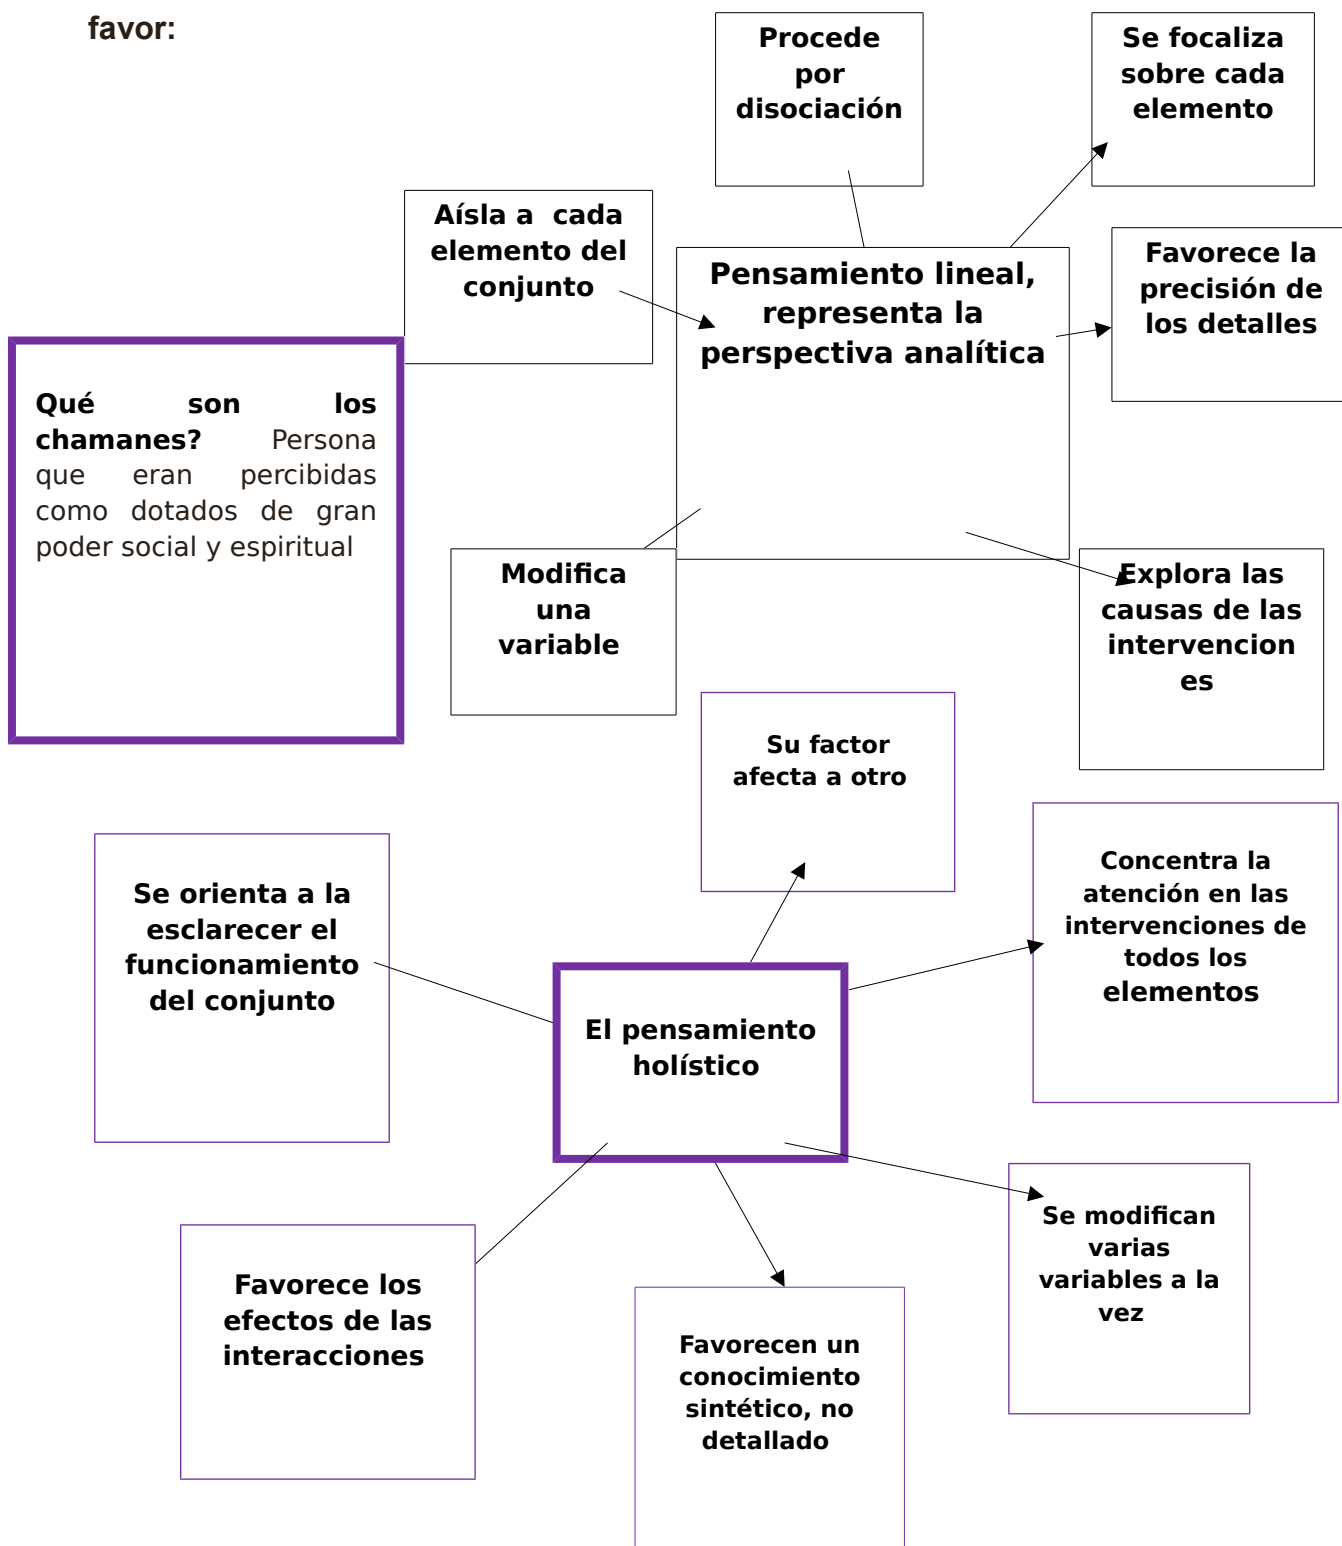 favor:
Procede
por
disociación
Se focaliza
sobre cada
elemento
Aísla a  cada
elemento del
conjunto
Pensamiento lineal,
representa la
perspectiva analítica
Favorece la
precisión de
los detalles
Qué son los
chamanes? Persona
que eran percibidas
como dotados de gran
poder social y espiritual
Modifica
una
variable
Explora las
causas de las
intervencion
es
Su factor
afecta a otro
Se orienta a la
esclarecer el
funcionamiento
del conjunto
Concentra la
atención en las
intervenciones de
todos los
elementos
El pensamiento
holístico
Se modifican
varias
variables a la
vez
Favorece los
efectos de las
interacciones
Favorecen un
conocimiento
sintético, no
detallado